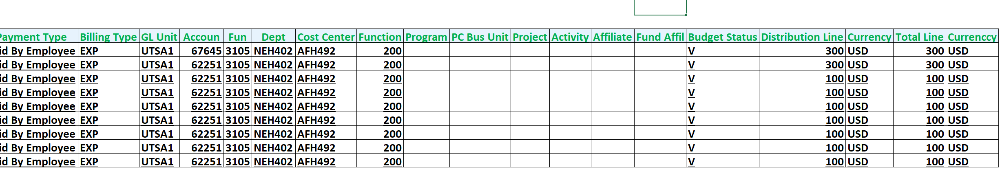 Payment Type Billing Type GL Unit Accoun Fun Dept Cost Center Function Program PC Bus Unit Project Activity Affiliate Fund Affil Budget Status Distribution Line Currency Total Line Currenccy
id By Employee EXP UTSA1 67645 3105 NEH402 AFH492 200 V 300 USD 300 USD
id By Employee EXP UTSA1 62251 3105 NEH402 AFH492 200 V 300 USD 300 USD
id By Employee EXP UTSA1 62251 3105 NEH402 AFH492 200 V 100 USD 100 USD
id By Employee EXP UTSA1 62251 3105 NEH402 AFH492 200 V 100 USD 100 USD
id By Employee EXP UTSA1 62251 3105 NEH402 AFH492 200 V 100 USD 100 USD
id By Employee EXP UTSA1 62251 3105 NEH402 AFH492 200 V 100 USD 100 USD
id By Employee EXP UTSA1 62251 3105 NEH402 AFH492 200 V 100 USD 100 USD
id By Employee EXP UTSA1 62251 3105 NEH402 AFH492 200 V 100 USD 100 USD
id By Employee EXP UTSA1 62251 3105 NEH402 AFH492 200 V 100 USD 100 USD